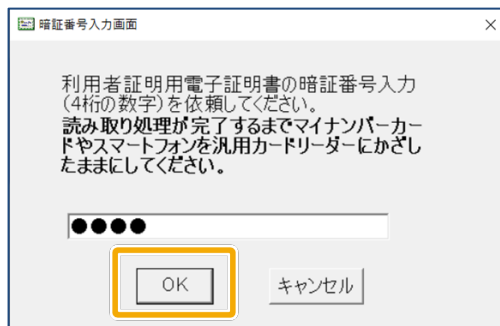 暗証番号入力画面
利用者証明用電子証明書の暗証番号入力
(4桁の数字)を依頼してください。
読み取り処理が完了するまでマイナンバーカー
ドやスマートフォンを汎用カードリーダーにかざし
たままにしてください。
●●●●
OK キャンセル